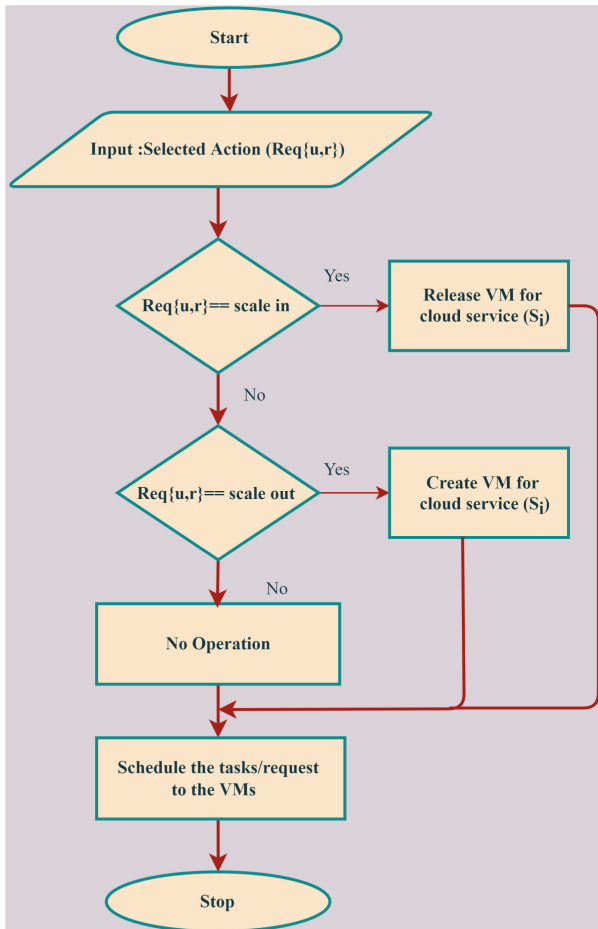 Start
Input :Selected Action (Req{u,r})
Req{u,r}== scale in
Yes
Release VM for
cloud service (Si)
No
Req{u,r}== scale out
Yes
Create VM for
cloud service (Si)
No
No Operation
Schedule the tasks/request
to the VMs
Stop